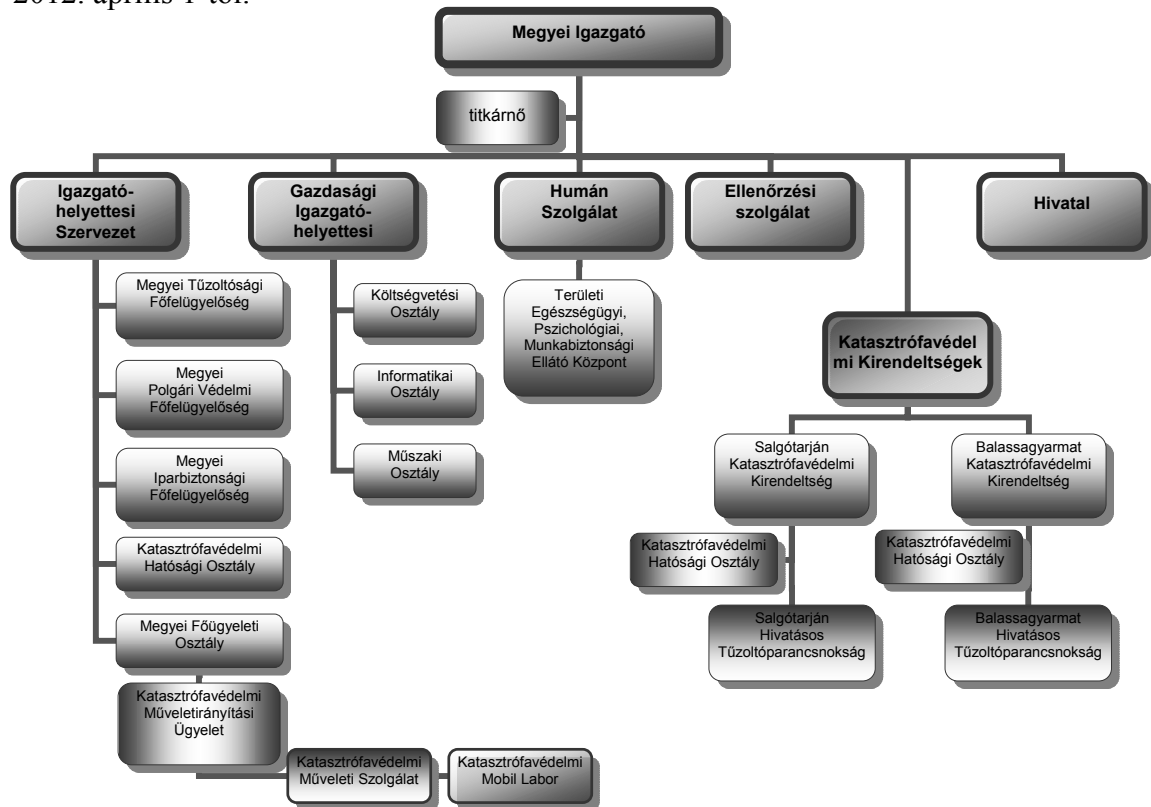 2012. április 1-től.
Megyei Igazgató
titkárnő
Igazgató-
helyettesi
Szervezet
Gazdasági
Igazgató-
helyettesi
Humán
Szolgálat
Ellenőrzési
szolgálat
Hivatal
Megyei Tűzoltósági
Főfelügyelőség
Megyei
Polgári Védelmi
Főfelügyelőség
Megyei
Iparbiztonsági
Főfelügyelőség
Katasztrófavédelmi
Hatósági Osztály
Megyei Főügyeleti
Osztály
Katasztrófavédelmi
Műveletirányítási
Ügyelet
Katasztrófavédelmi
Műveleti Szolgálat
Katasztrófavédelmi
Mobil Labor
Költségvetési
Osztály
Informatikai
Osztály
Műszaki
Osztály
Területi
Egészségügyi,
Pszichológiai,
Munkabiztonsági
Ellátó Központ
Katasztrófavédel
mi Kirendeltségek
Salgótarján
Katasztrófavédelmi
Kirendeltség
Katasztrófavédelmi
Hatósági Osztály
Salgótarján
Hivatásos
Tűzoltóparancsnokság
Balassagyarmat
Katasztrófavédelmi
Kirendeltség
Katasztrófavédelmi
Hatósági Osztály
Balassagyarmat
Hivatásos
Tűzoltóparancsnokság